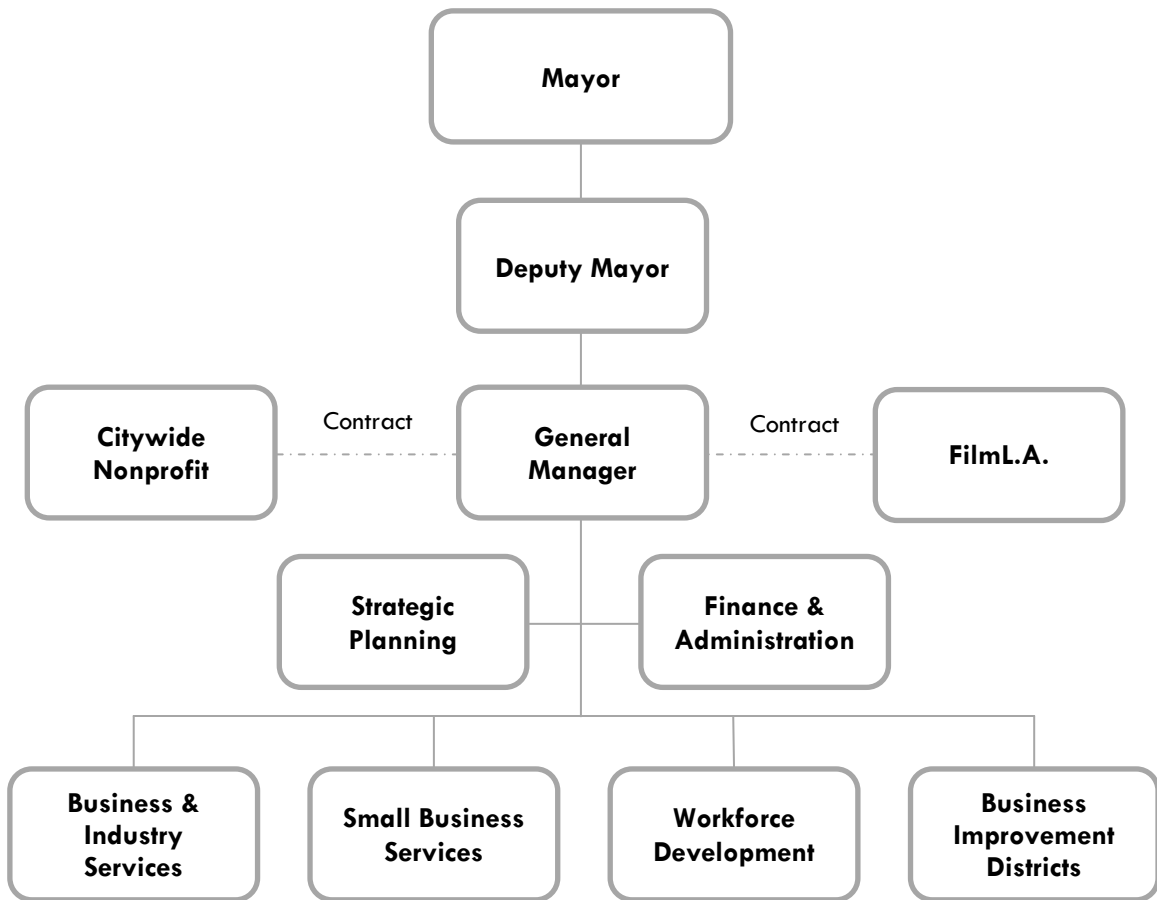 Mayor
Deputy Mayor
Citywide
Nonprofit
Contract
General
Manager
Contract
FilmL.A.
Strategic
Planning
Finance &
Administration
Business &
Industry
Services
Small Business
Services
Workforce
Development
Business
Improvement
Districts